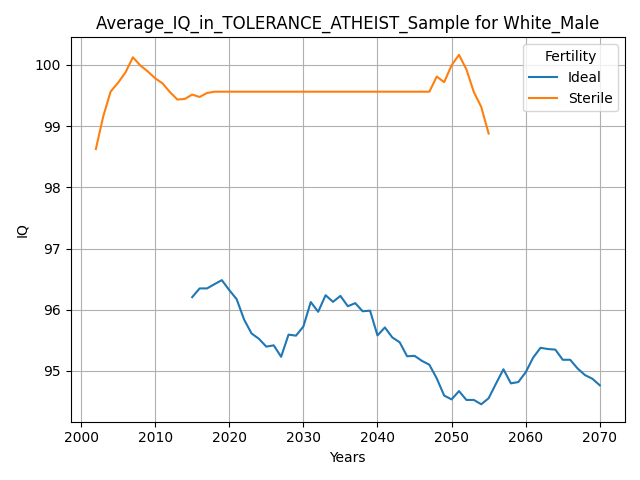 Average_IQ_in_TOLERANCE_ATHEIST_Sample for White_Male
Fertility
Ideal
Sterile
IQ
100
99
98
97
96
95
2000 2010 2020 2030 2040 2050 2060 2070
Years